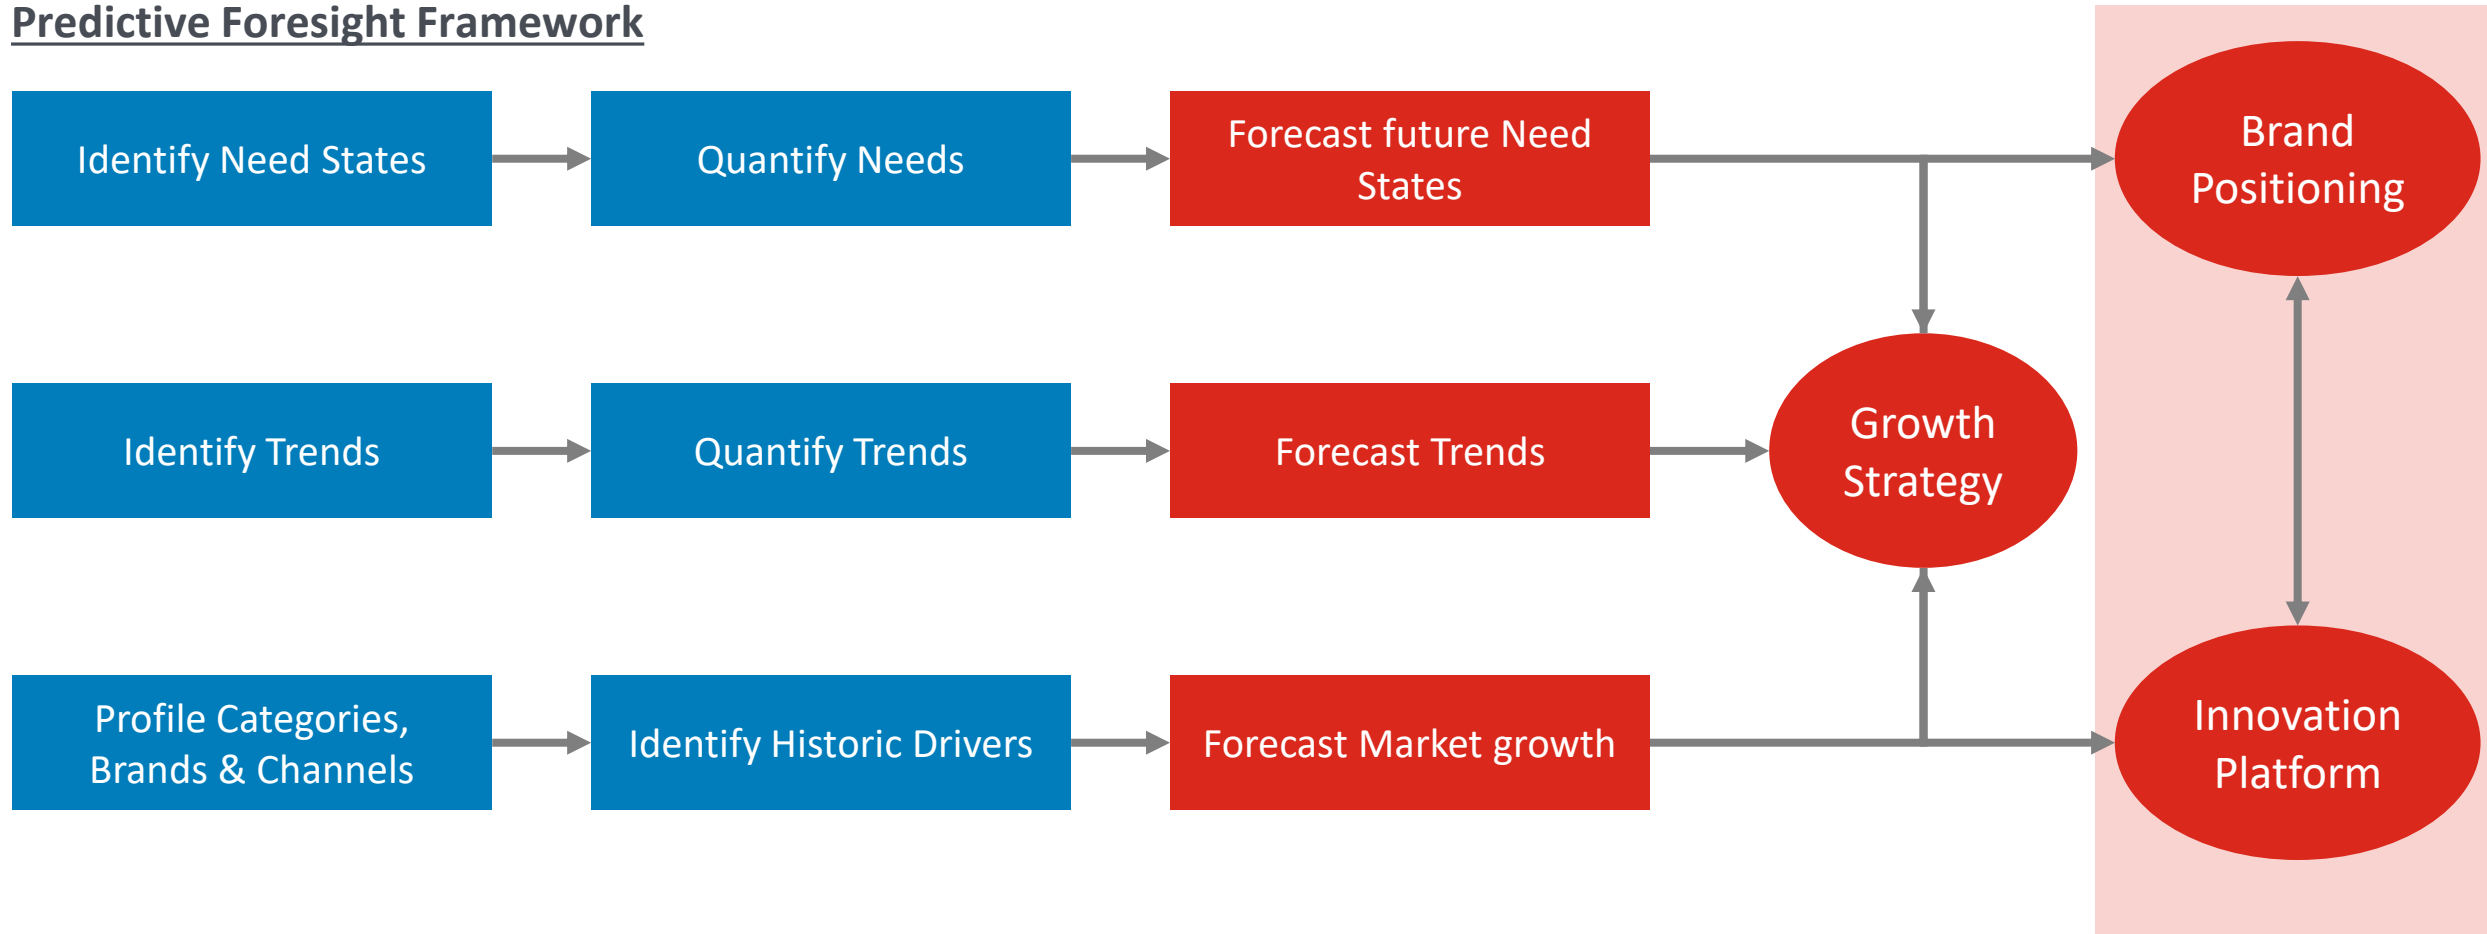 Predictive Foresight Framework
Identify Need States
Quantify Needs
Forecast future Need
States
Brand
Positioning
Identify Trends
Quantify Trends
Forecast Trends
Growth
Strategy
Profile Categories,
Brands & Channels
Identify Historic Drivers
Forecast Market growth
Innovation
Platform